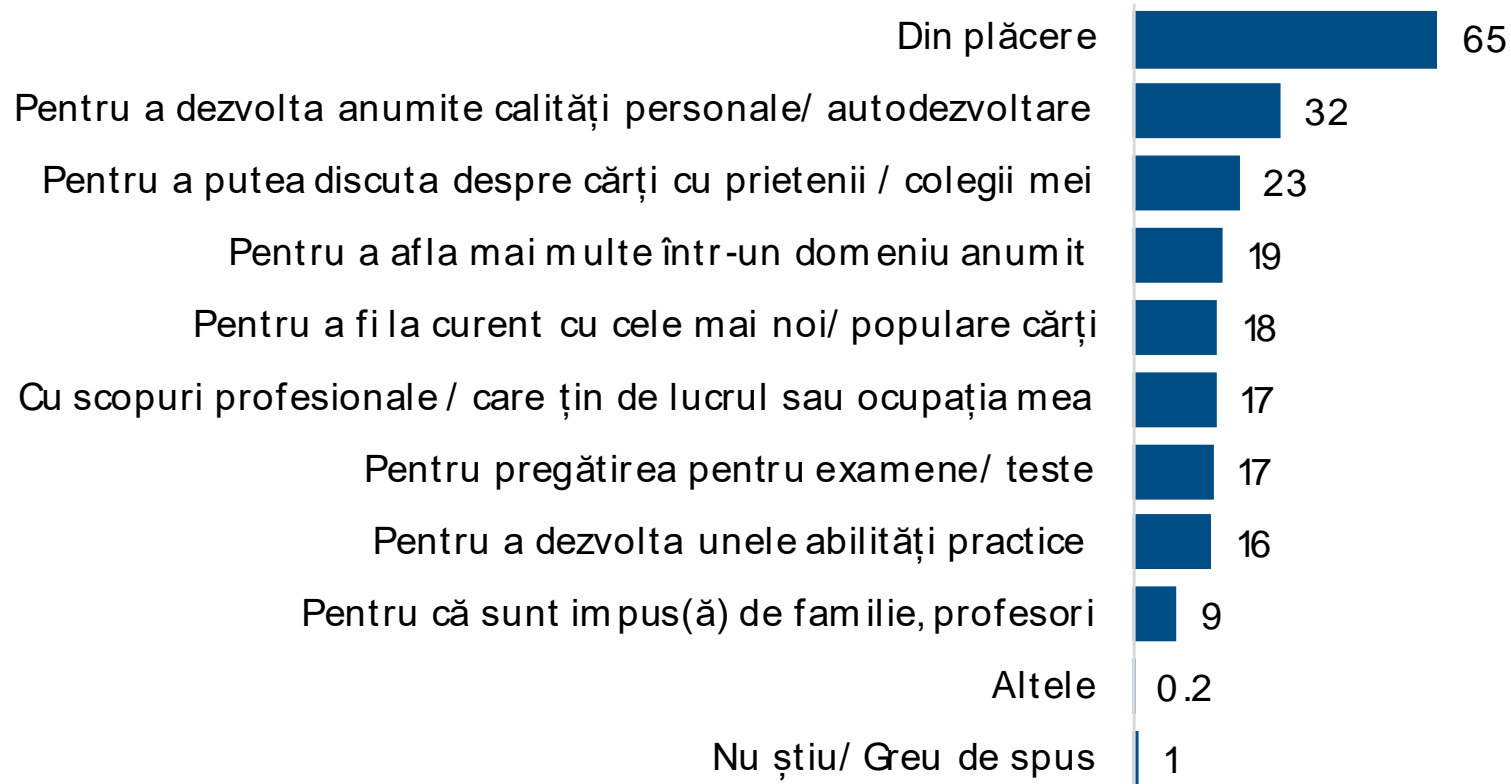 Din plăcere 65
Pentru a dezvolta anumite calități personale/ autodezvoltare 32
Pentru a putea discuta despre cărți cu prietenii / colegii mei 23
Pentru a afla mai multe într-un domeniu anumit 19
Pentru a fi la curent cu cele mai noi/ populare cărți 18
Cu scopuri profesionale / care țin de lucrul sau ocupația mea 17
Pentru pregătirea pentru examene/ teste 17
Pentru a dezvolta unele abilități practice 16
Pentru că sunt impus(ă) de familie, profesori 9
Altele 0.2
Nu știu/ Greu de spus 1